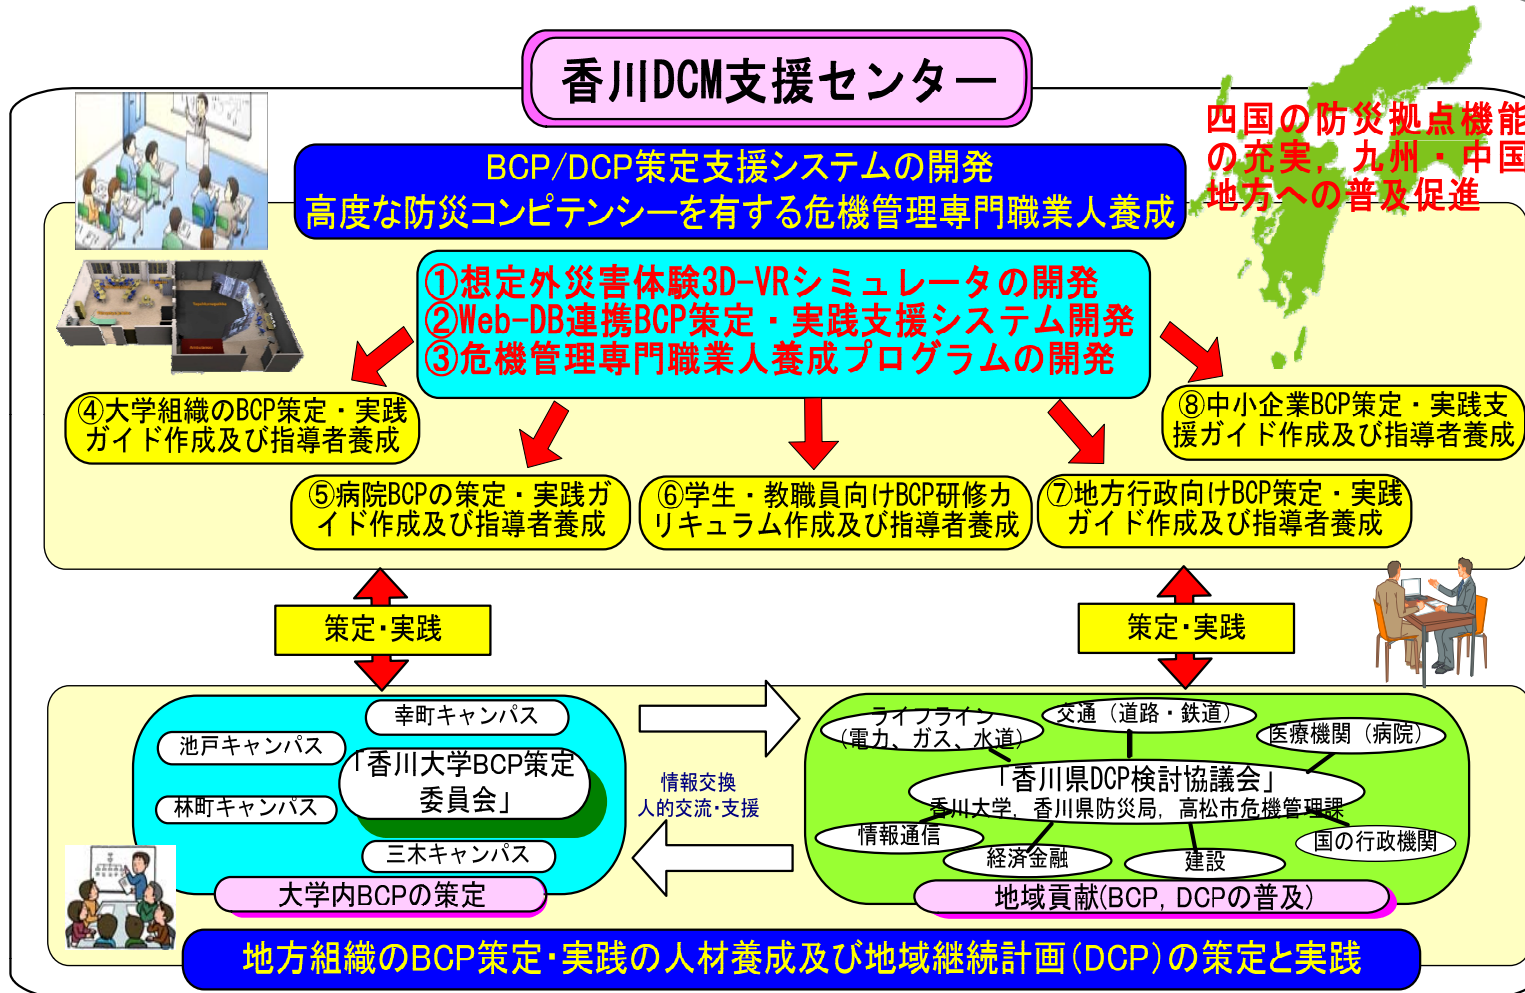 香川DCM支援センター
四国の防災拠点機能
の充実，九州・中国
地方への普及促進
BCP/DCP策定支援システムの開発
高度な防災コンピテンシーを有する危機管理専門職業人養成
①想定外災害体験3D-VRシミュレータの開発
②Web-DB連携BCP策定・実践支援システム開発
③危機管理専門職業人養成プログラムの開発
④大学組織のBCP策定・実践
ガイド作成及び指導者養成
⑤病院BCPの策定・実践ガ
イド作成及び指導者養成
⑥学生・教職員向けBCP研修カ
リキュラム作成及び指導者養成
⑦地方行政向けBCP策定・実践
ガイド作成及び指導者養成
⑧中小企業BCP策定・実践支
援ガイド作成及び指導者養成
策定・実践
策定・実践
幸町キャンパス
池戸キャンパス
「香川大学BCP策定
委員会」
林町キャンパス
三木キャンパス
大学内BCPの策定
情報交換
人的交流・支援
ライフライン
（電力、ガス、水道）
交通（道路・鉄道）
医療機関（病院）
「香川県DCP検討協議会」
香川大学，香川県防災局，高松市危機管理課
情報通信
経済金融
建設
国の行政機関
地域貢献(BCP，DCPの普及)
地方組織のBCP策定・実践の人材養成及び地域継続計画(DCP)の策定と実践